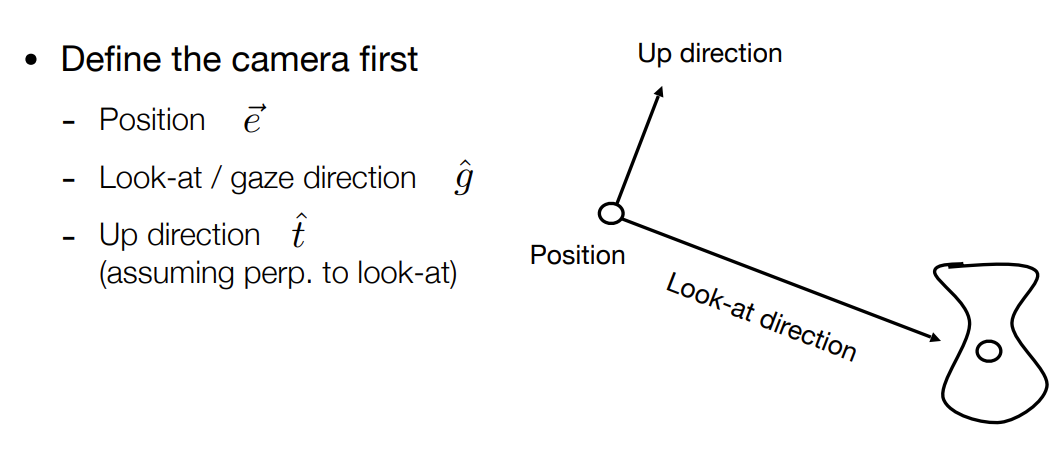 • Define the camera first
- Position $\vec{e}$
- Look-at / gaze direction $\hat{g}$
- Up direction $\hat{t}$
(assuming perp. to look-at)
Up direction
Position
Look-at direction